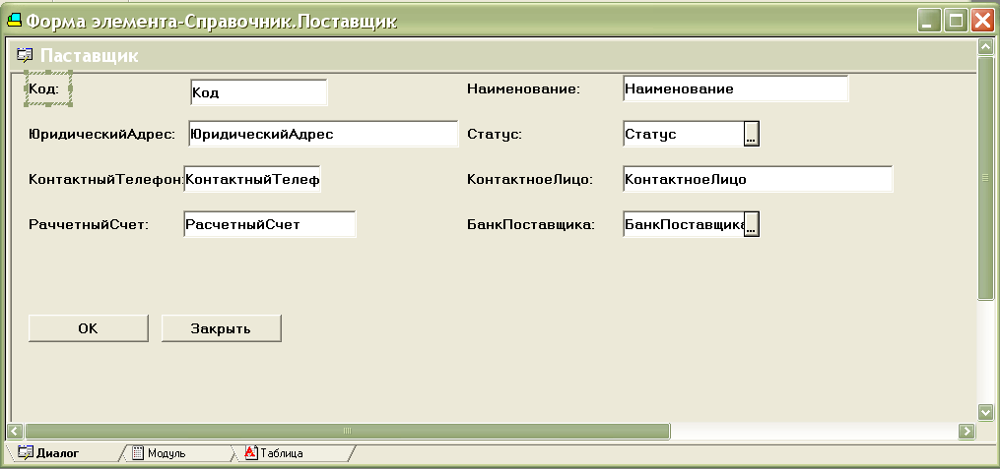 Форма элемента-Справочник.Поставщик
Паставщик
Код: Код Наименование: Наименование
ЮридическийАдрес: ЮридическийАдрес Статус: Статус ...
КонтактныйТелефон: КонтактныйТелеф КонтактноеЛицо: КонтактноеЛицо
РаччетныйСчет: РасчетныйСчет БанкПоставщика: БанкПоставщика ...
OK Закрыть
Диалог Модуль Таблица